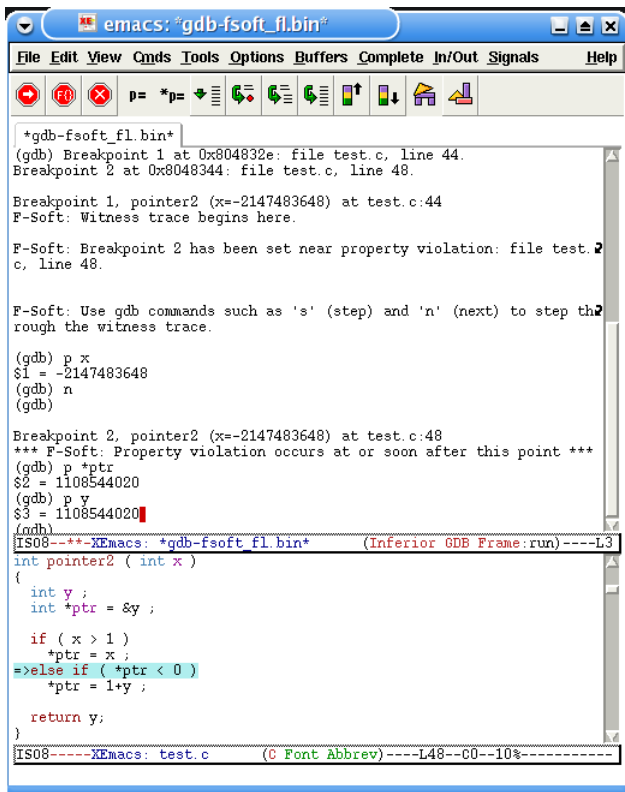 emacs: *gdb-fsoft_fl.bin*
File Edit View Cmds Tools Options Buffers Complete In/Out Signals Help
p= *p=
*gdb-fsoft_fl.bin*
(gdb) Breakpoint 1 at 0x804832e: file test.c, line 44.
Breakpoint 2 at 0x8048344: file test.c, line 48.
Breakpoint 1, pointer2 (x=-2147483648) at test.c:44
F-Soft: Witness trace begins here.
F-Soft: Breakpoint 2 has been set near property violation: file test.
c, line 48.
F-Soft: Use gdb commands such as 's' (step) and 'n' (next) to step th
rough the witness trace.
(gdb) p x
$1 = -2147483648
(gdb) n
(gdb)
Breakpoint 2, pointer2 (x=-2147483648) at test.c:48
*** F-Soft: Property violation occurs at or soon after this point ***
(gdb) p *ptr
$2 = 1108544020
(gdb) p y
$3 = 1108544020
(gdb)
ISO8--**-XEmacs: *gdb-fsoft_fl.bin* (Inferior GDB Frame:run)----L3
int pointer2 ( int x )
{
int y ;
int *ptr = &y ;
if ( x > 1 )
*ptr = x ;
=>else if ( *ptr < 0 )
*ptr = 1+y ;
return y;
}
ISO8-----XEmacs: test.c (C Font Abbrev)----L48--C0--10%-----------